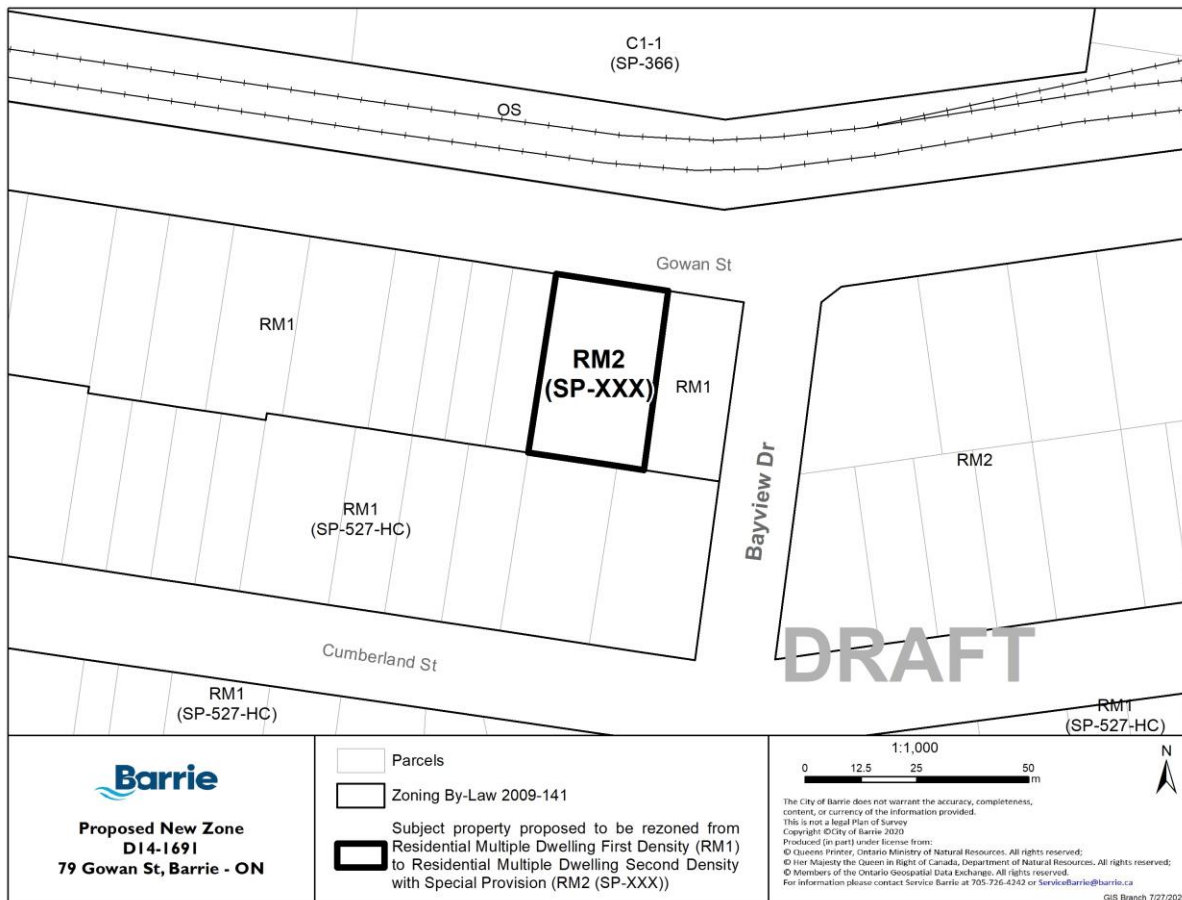 C1-1
(SP-366)
OS
Gowan St
RM1
RM2
(SP-XXX)
RM1
Bayview Dr
RM2
RM1
(SP-527-HC)
Cumberland St
DRAFT
RM1
(SP-527-HC)
RM1
(SP-527-HC)
Barrie
Proposed New Zone
D14-1691
79 Gowan St, Barrie - ON
Parcels
Zoning By-Law 2009-141
Subject property proposed to be rezoned from
Residential Multiple Dwelling First Density (RM1)
to Residential Multiple Dwelling Second Density
with Special Provision (RM2 (SP-XXX))
1:1,000
0 12.5 25 50
m
N
The City of Barrie does not warrant the accuracy, completeness,
content, or currency of the information provided.
This is not a legal Plan of Survey
Copyright ©City of Barrie 2020
Produced (in part) under license from:
© Queens Printer, Ontario Ministry of Natural Resources. All rights reserved;
© Her Majesty the Queen in Right of Canada, Department of Natural Resources. All rights reserved;
© Members of the Ontario Geospatial Data Exchange. All rights reserved.
For information please contact Service Barrie at 705-726-4242 or ServiceBarrie@barrie.ca
GIS Branch